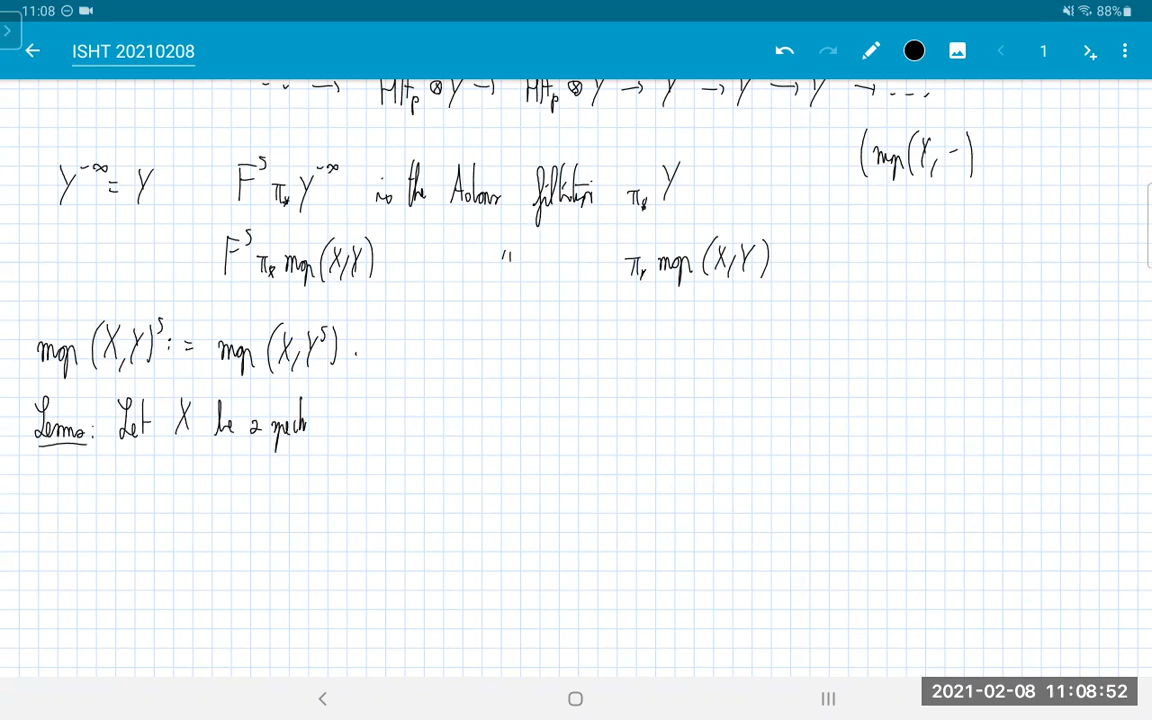 11:08 88%
ISHT 20210208 1
... → HF_p ⊗ Y → HF_p ⊗ Y → Y → Y → Y → ...
(map(X, -)
Y^{-∞} = Y F^s π_* Y^{-∞} is the Adams filtration π_* Y
F^s π_* map(X,Y) " π_* map(X,Y)
map(X,Y)^s := map(X,Y^s).
Lemma: Let X be a spect
2021-02-08 11:08:52